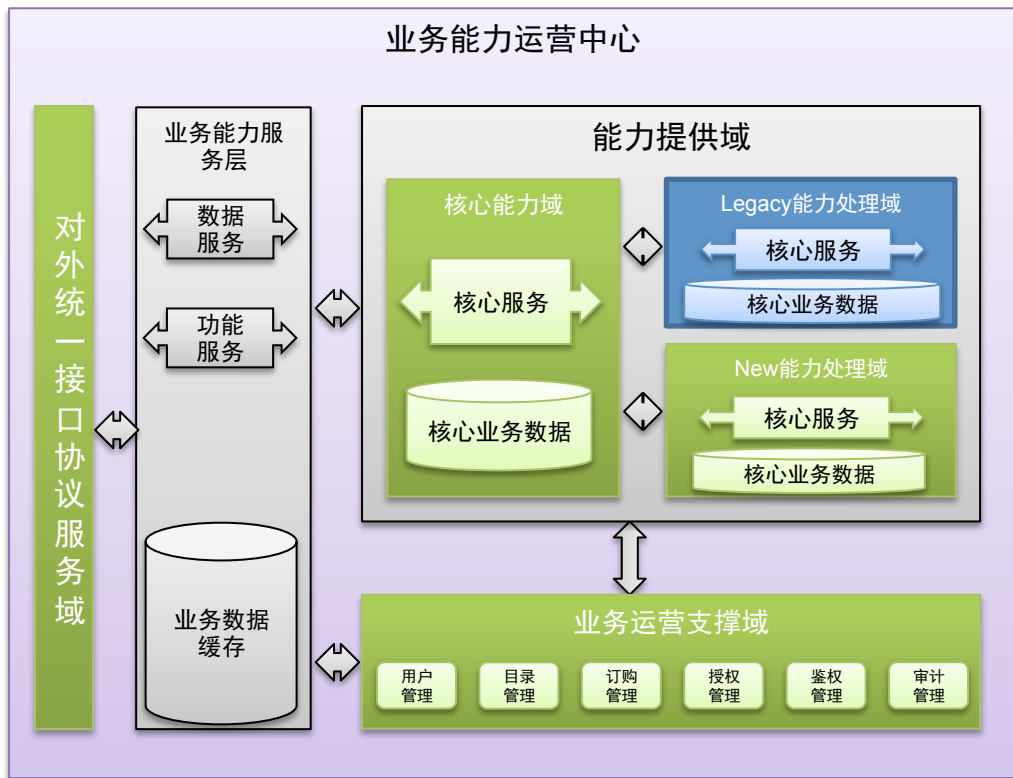 业务能力运营中心
对外统一接口协议服务域
业务能力服
务层
数据
服务
功能
服务
业务数据
缓存
能力提供域
核心能力域
核心服务
核心业务数据
Legacy能力处理域
核心服务
核心业务数据
New能力处理域
核心服务
核心业务数据
业务运营支撑域
用户
管理
目录
管理
订购
管理
授权
管理
鉴权
管理
审计
管理